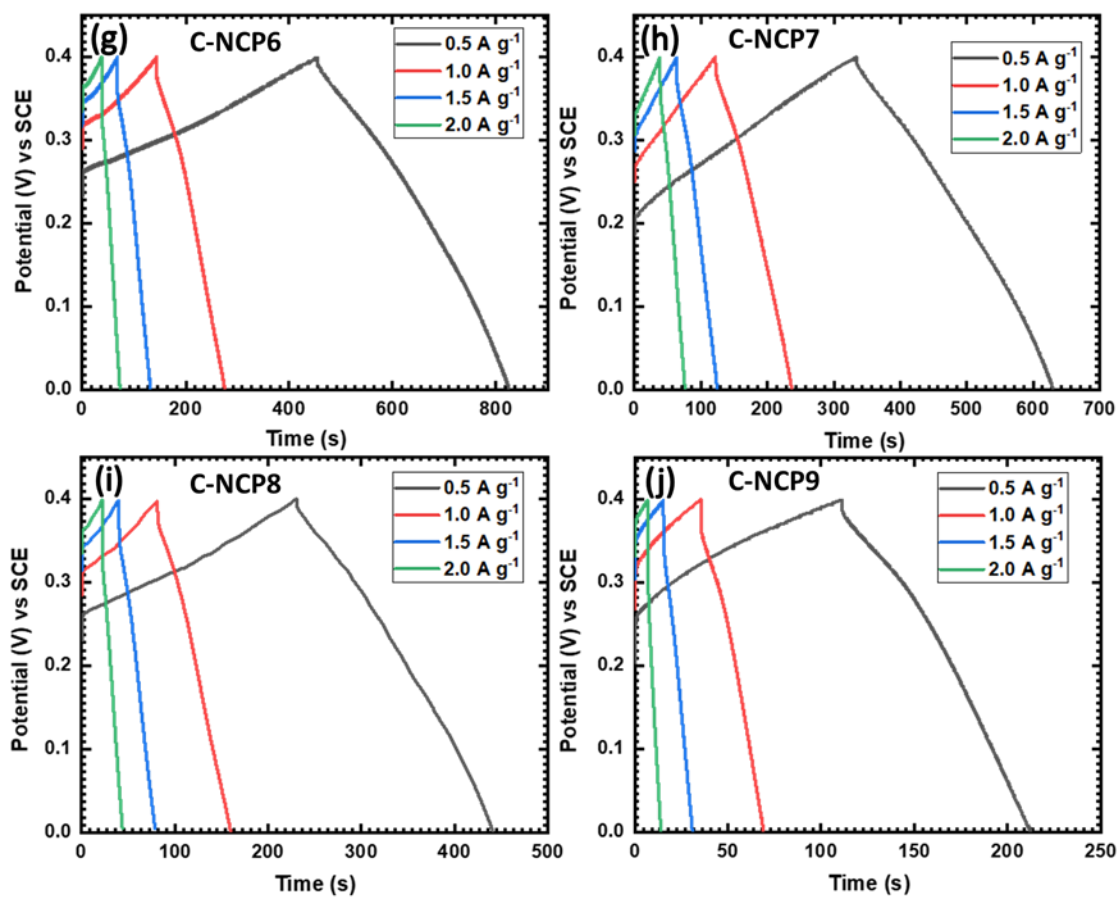 (g) C-NCP6
0.5 A g⁻¹
1.0 A g⁻¹
1.5 A g⁻¹
2.0 A g⁻¹
Potential (V) vs SCE
0.4
0.3
0.2
0.1
0.0
0 200 400 600 800
Time (s)
(h) C-NCP7
0.5 A g⁻¹
1.0 A g⁻¹
1.5 A g⁻¹
2.0 A g⁻¹
Potential (V) vs SCE
0.4
0.3
0.2
0.1
0.0
0 100 200 300 400 500 600 700
Time (s)
(i) C-NCP8
0.5 A g⁻¹
1.0 A g⁻¹
1.5 A g⁻¹
2.0 A g⁻¹
Potential (V) vs SCE
0.4
0.3
0.2
0.1
0.0
0 100 200 300 400 500
Time (s)
(j) C-NCP9
0.5 A g⁻¹
1.0 A g⁻¹
1.5 A g⁻¹
2.0 A g⁻¹
Potential (V) vs SCE
0.4
0.3
0.2
0.1
0.0
0 50 100 150 200 250
Time (s)